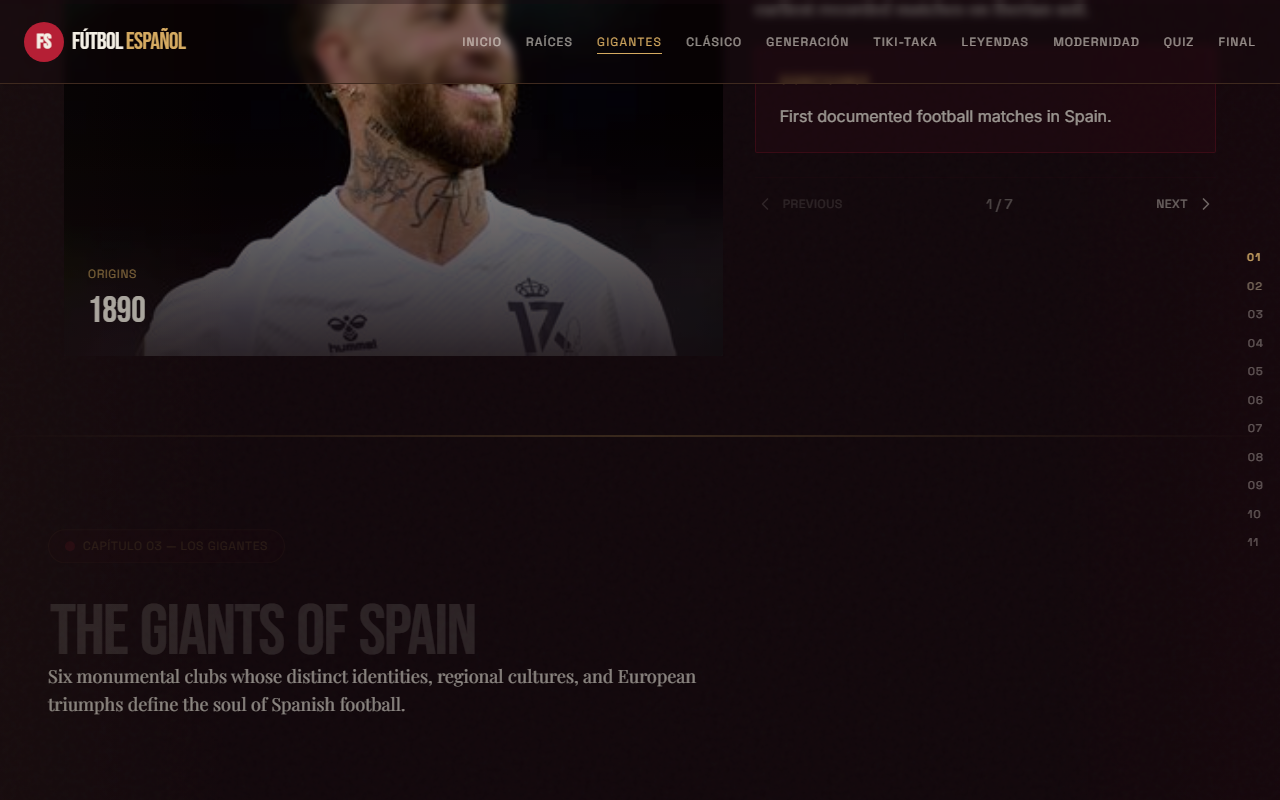 FS FÚTBOL ESPAÑOL
INICIO RAÍCES GIGANTES CLÁSICO GENERACIÓN TIKI-TAKA LEYENDAS MODERNIDAD QUIZ FINAL
First documented football matches in Spain.
PREVIOUS 1 / 7 NEXT
FREE
ORIGINS
1890
17
hummel
01
02
03
04
05
06
07
08
09
10
11
CAPÍTULO 03 — LOS GIGANTES
THE GIANTS OF SPAIN
Six monumental clubs whose distinct identities, regional cultures, and European
triumphs define the soul of Spanish football.